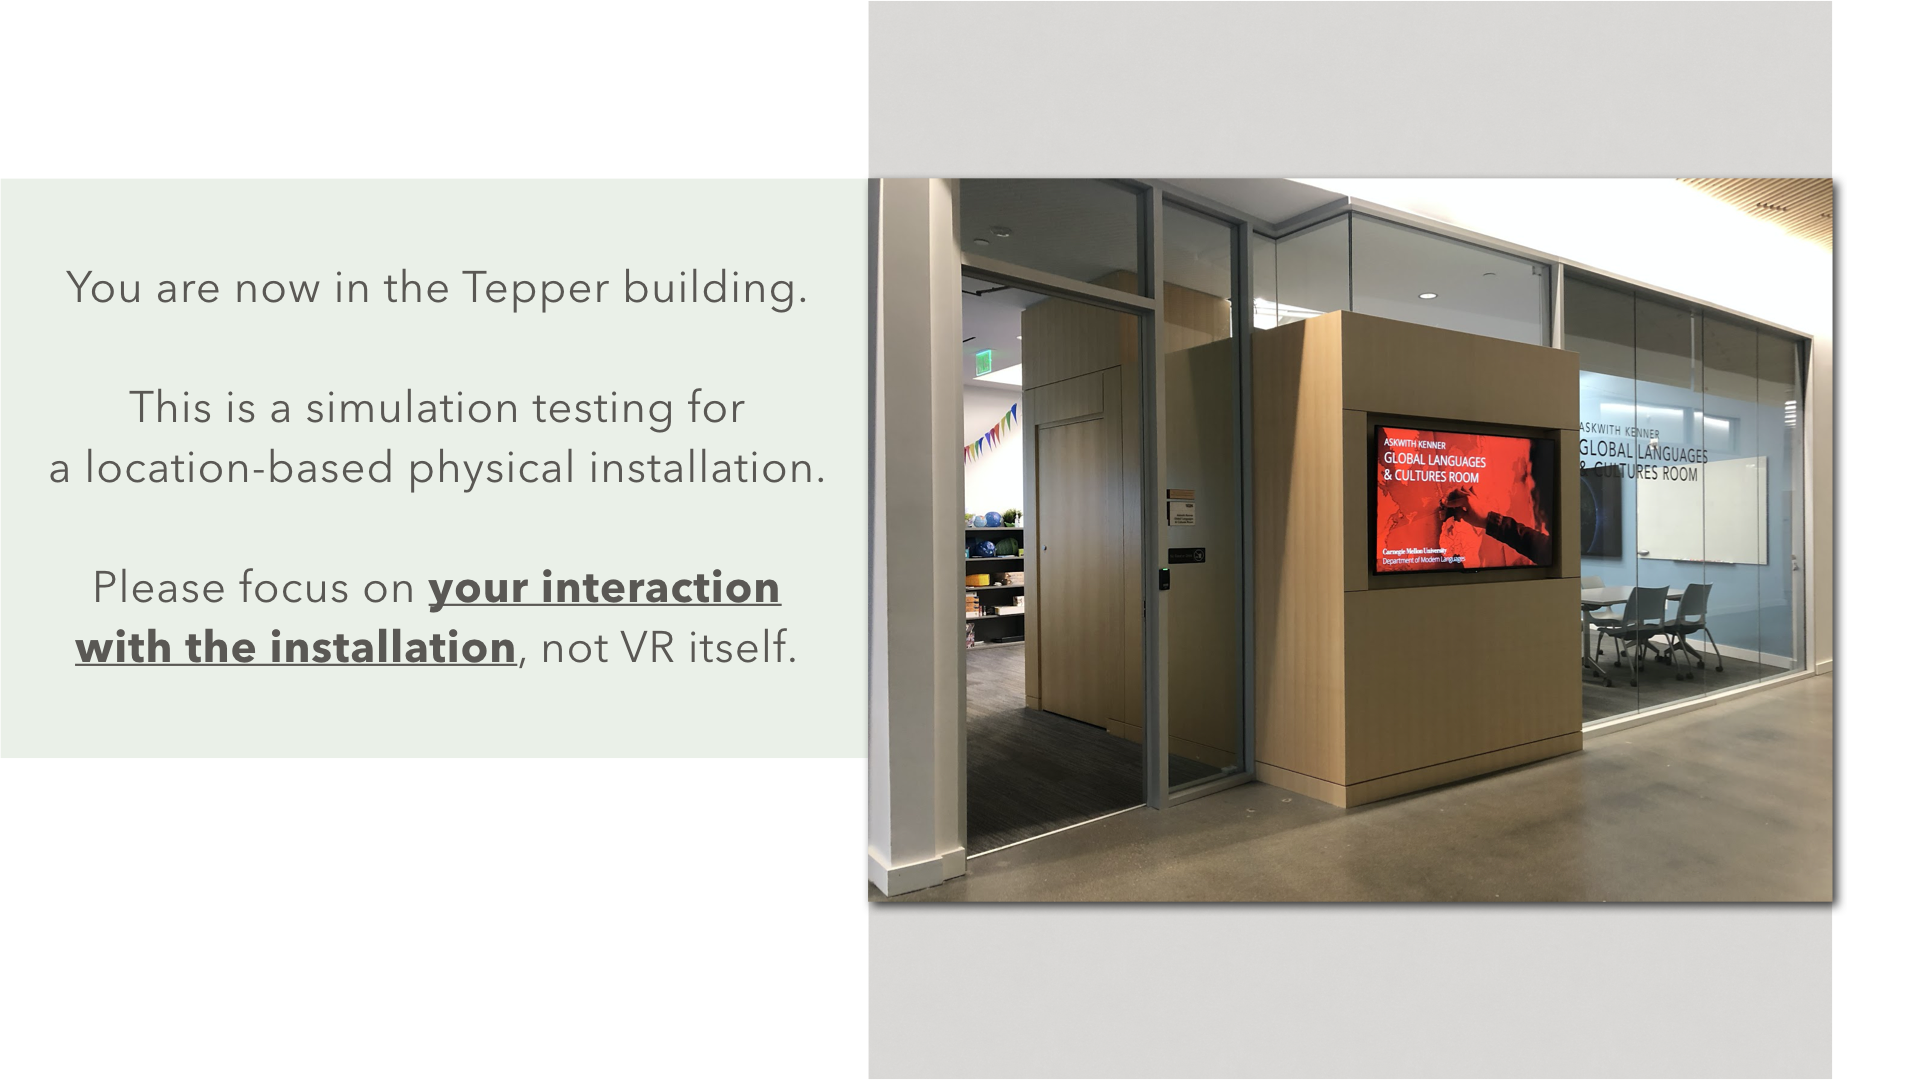 You are now in the Tepper building.
This is a simulation testing for
a location-based physical installation.
Please focus on your interaction
with the installation, not VR itself.
ASKWITH KENNER
GLOBAL LANGUAGES
& CULTURES ROOM
Carnegie Mellon University
Department of Modern Languages
ASKWITH KENNER
GLOBAL LANGUAGES
& CULTURES ROOM